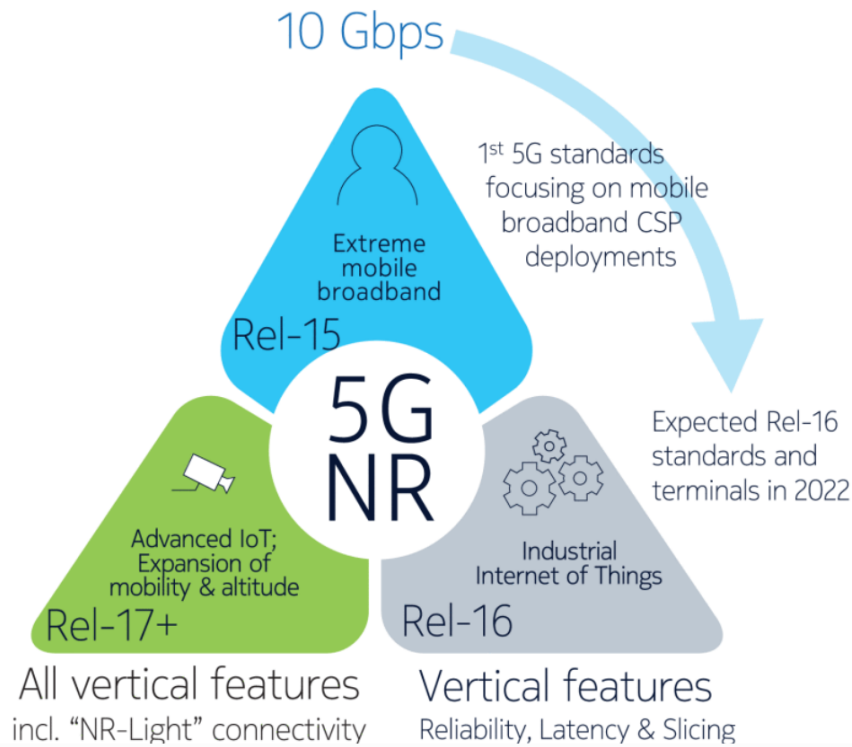 10 Gbps
1st 5G standards
focusing on mobile
broadband CSP
deployments
Extreme
mobile
broadband
Rel-15
5G
NR
Expected Rel-16
standards and
terminals in 2022
Advanced IoT;
Expansion of
mobility & altitude
Rel-17+
Industrial
Internet of Things
Rel-16
All vertical features
incl. “NR-Light” connectivity
Vertical features
Reliability, Latency & Slicing